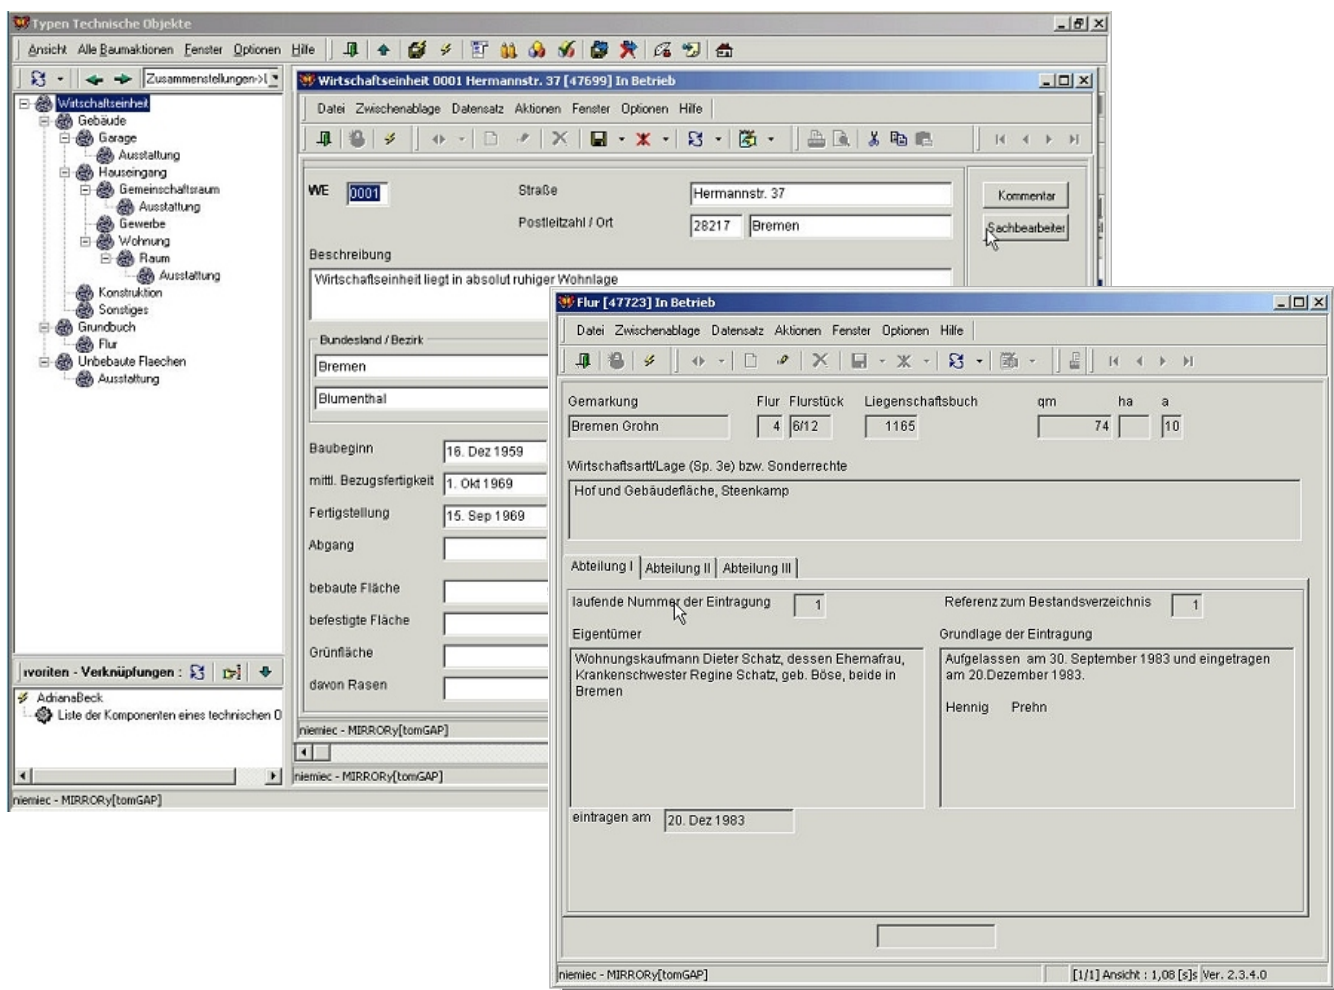 Typen Technische Objekte
Ansicht Alle Baumaktionen Fenster Optionen Hilfe
Zusammenstellungen->
Wirtschaftseinheit
Gebäude
Garage
Ausstattung
Hauseingang
Gemeinschaftsraum
Ausstattung
Gewerbe
Wohnung
Raum
Ausstattung
Konstruktion
Sonstiges
Grundbuch
Flur
Unbebaute Flaechen
Ausstattung
ivoriten - Verknüpfungen :
AdrianaBeck
Liste der Komponenten eines technischen O
niemiec - MIRRORy[tomGAP]
Wirtschaftseinheit 0001 Hermannstr. 37 [47699] In Betrieb
Datei Zwischenablage Datensatz Aktionen Fenster Optionen Hilfe
WE 0001 Straße Hermannstr. 37 Kommentar
Postleitzahl / Ort 28217 Bremen Sachbearbeiter
Beschreibung
Wirtschaftseinheit liegt in absolut ruhiger Wohnlage
Bundesland / Bezirk
Bremen
Blumenthal
Baubeginn 16. Dez 1959
mittl. Bezugsfertigkeit 1. Okt 1969
Fertigstellung 15. Sep 1969
Abgang
bebaute Fläche
befestigte Fläche
Grünfläche
davon Rasen
niemiec - MIRRORy[tomGAP]
niemiec - MIRRORy[tomGAP]
Flur [47723] In Betrieb
Datei Zwischenablage Datensatz Aktionen Fenster Optionen Hilfe
Gemarkung Flur Flurstück Liegenschaftsbuch qm ha a
Bremen Grohn 4 6/12 1165 74 10
Wirtschaftsartt/Lage (Sp. 3e) bzw. Sonderrechte
Hof und Gebäudefläche, Steenkamp
Abteilung I Abteilung II Abteilung III
laufende Nummer der Eintragung 1 Referenz zum Bestandsverzeichnis 1
Eigentümer Grundlage der Eintragung
Wohnungskaufmann Dieter Schatz, dessen Ehemafrau, Aufgelassen am 30. September 1983 und eingetragen
Krankenschwester Regine Schatz, geb. Böse, beide in am 20.Dezember 1983.
Bremen
Hennig Prehn
eintragen am 20. Dez 1983
niemiec - MIRRORy[tomGAP] [1/1] Ansicht : 1,08 [s]s Ver. 2.3.4.0